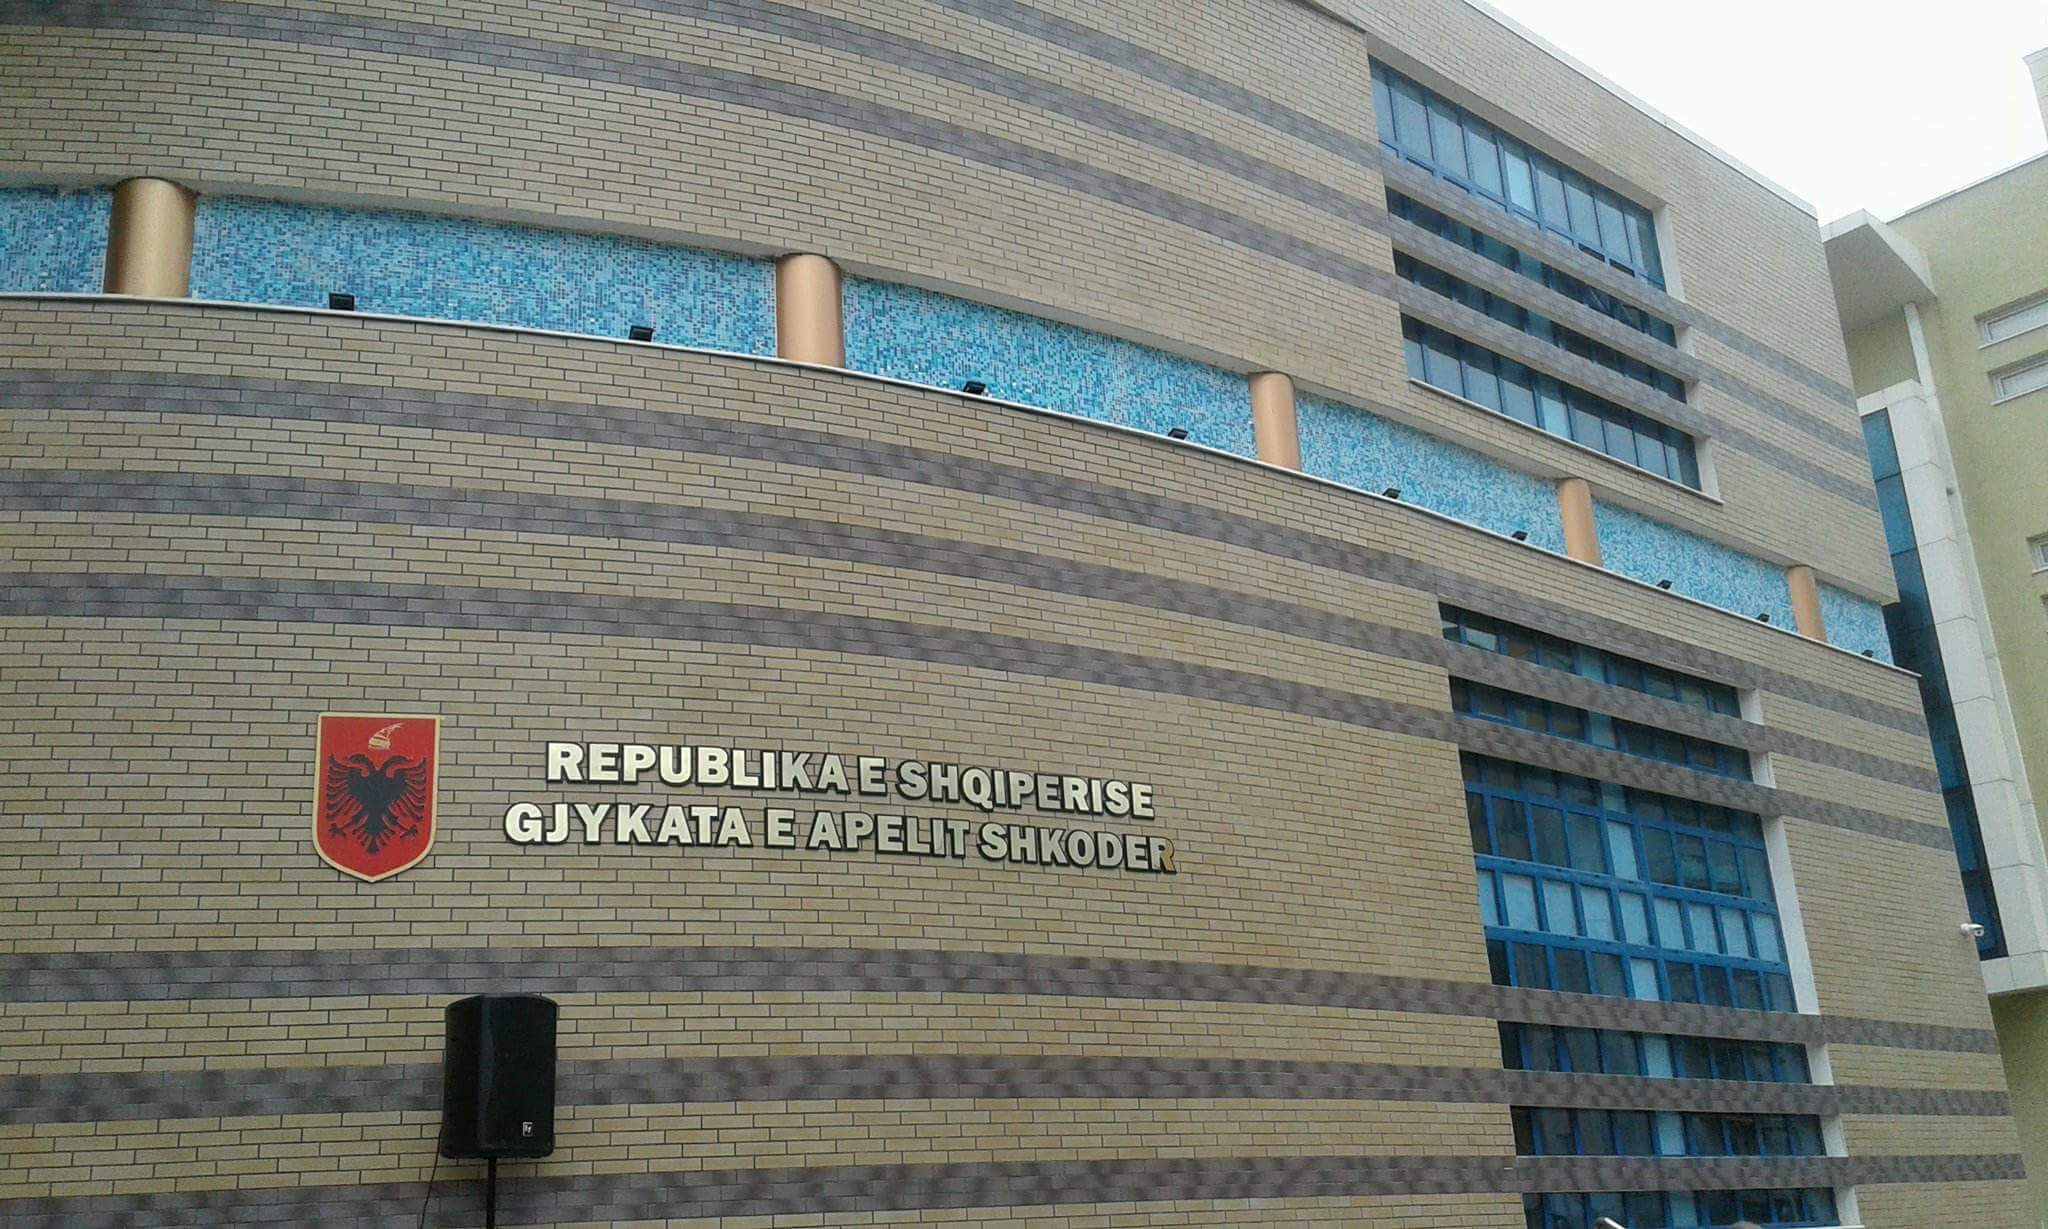 REPUBLIKA E SHQIPERISE
GJYKATA E APELIT SHKODER